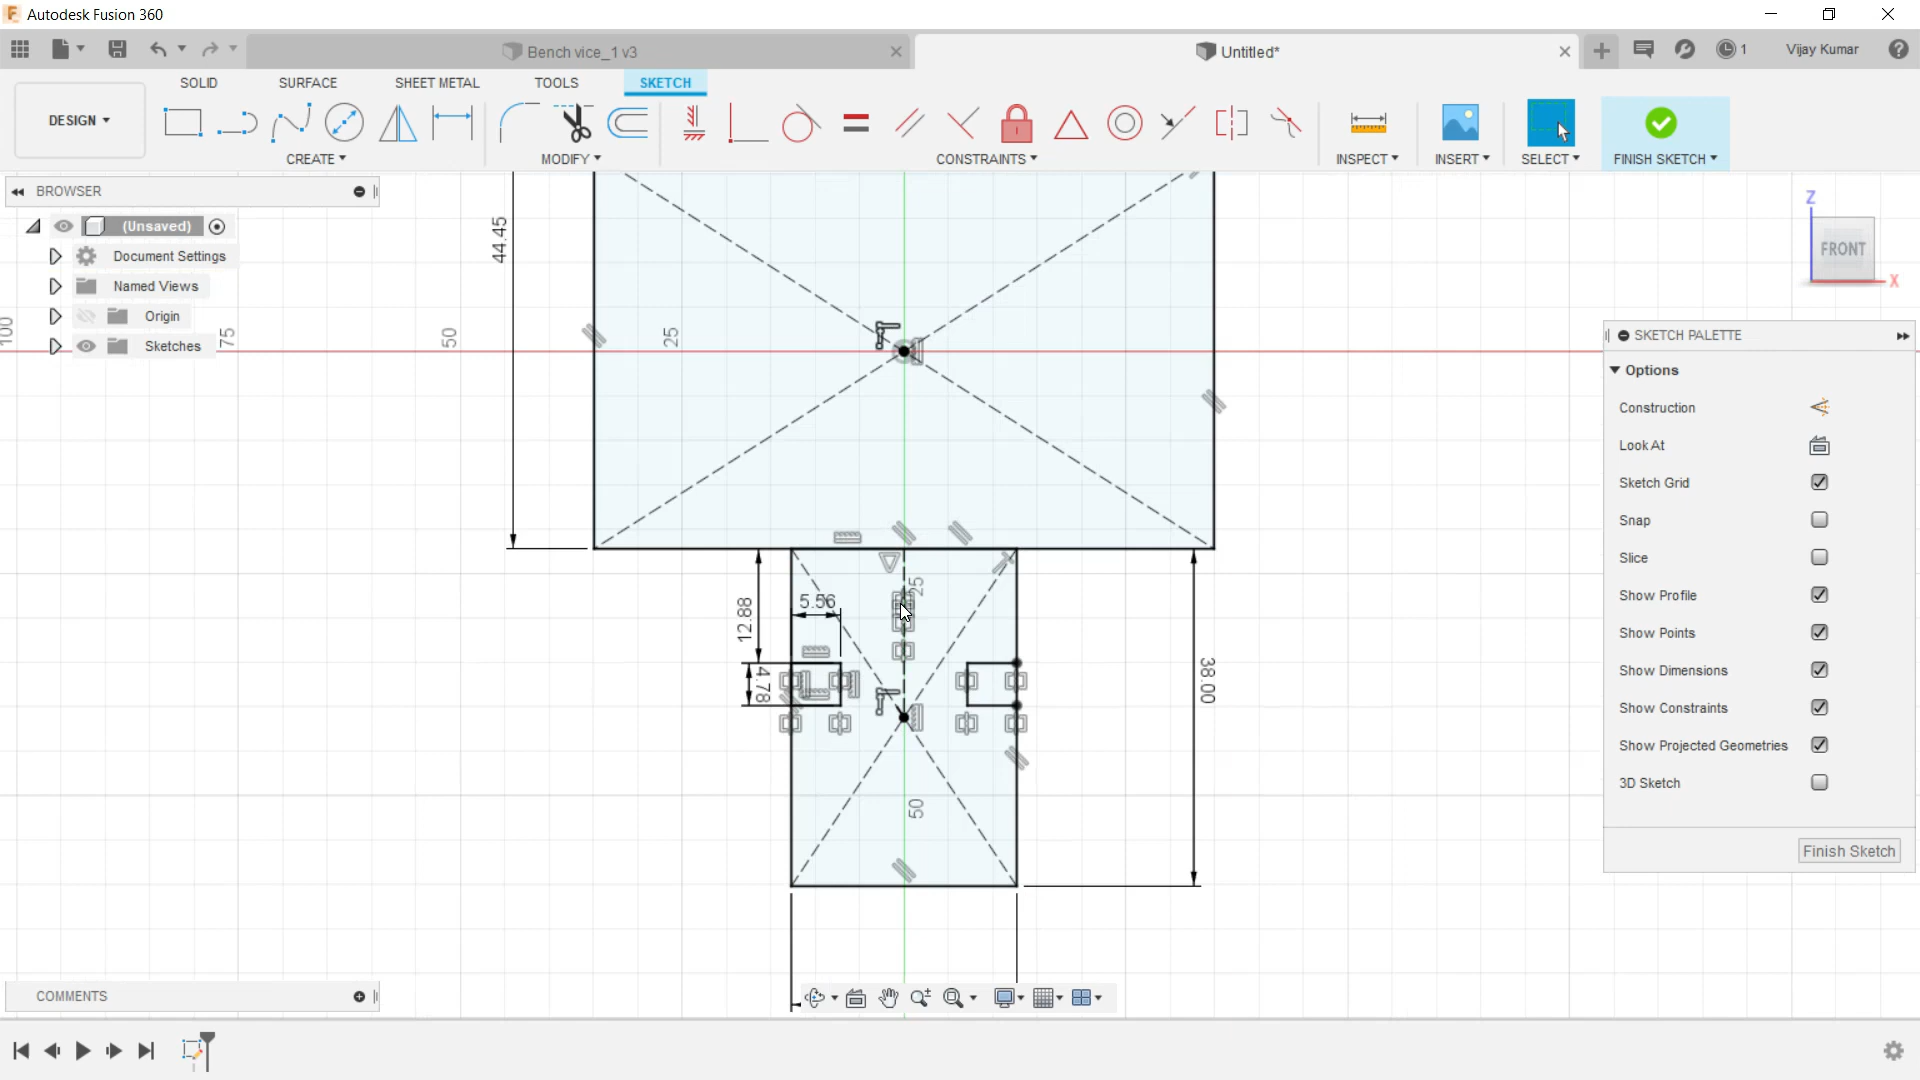 Autodesk Fusion 360
Bench vice_1 v3
Untitled*
1
Vijay Kumar
SOLID
SURFACE
SHEET METAL
TOOLS
SKETCH
DESIGN
CREATE
MODIFY
CONSTRAINTS
INSPECT
INSERT
SELECT
FINISH SKETCH
BROWSER
(Unsaved)
Document Settings
Named Views
Origin
Sketches
100
75
50
25
44.45
Z
FRONT
X
SKETCH PALETTE
Options
Construction
Look At
Sketch Grid
Snap
Slice
Show Profile
Show Points
Show Dimensions
Show Constraints
Show Projected Geometries
3D Sketch
Finish Sketch
12.88
5.56
25
4.78
38.00
50
COMMENTS